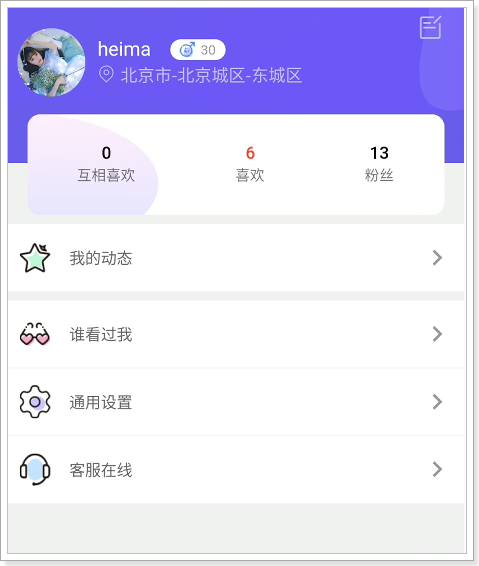 heima 30
北京市-北京城区-东城区
0 6 13
互相喜欢 喜欢 粉丝
我的动态
谁看过我
通用设置
客服在线